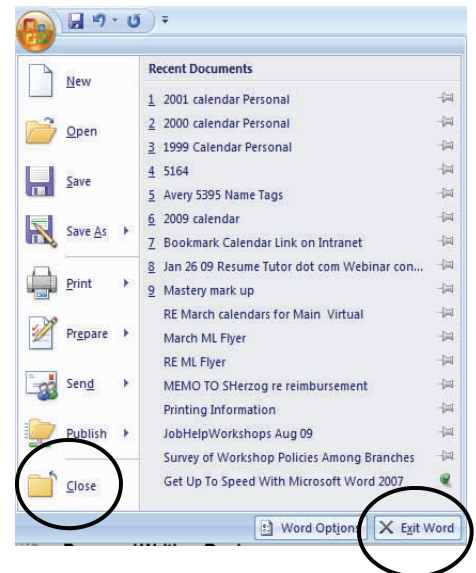 New
Open
Save
Save As
Print
Prepare
Send
Publish
Close
Recent Documents
1 2001 calendar Personal
2 2000 calendar Personal
3 1999 Calendar Personal
4 5164
5 Avery 5395 Name Tags
6 2009 calendar
7 Bookmark Calendar Link on Intranet
8 Jan 26 09 Resume Tutor dot com Webinar con...
9 Mastery mark up
RE March calendars for Main Virtual
March ML Flyer
RE ML Flyer
MEMO TO SHerzog re reimbursement
Printing Information
JobHelpWorkshops Aug 09
Survey of Workshop Policies Among Branches
Get Up To Speed With Microsoft Word 2007
Word Options
Exit Word